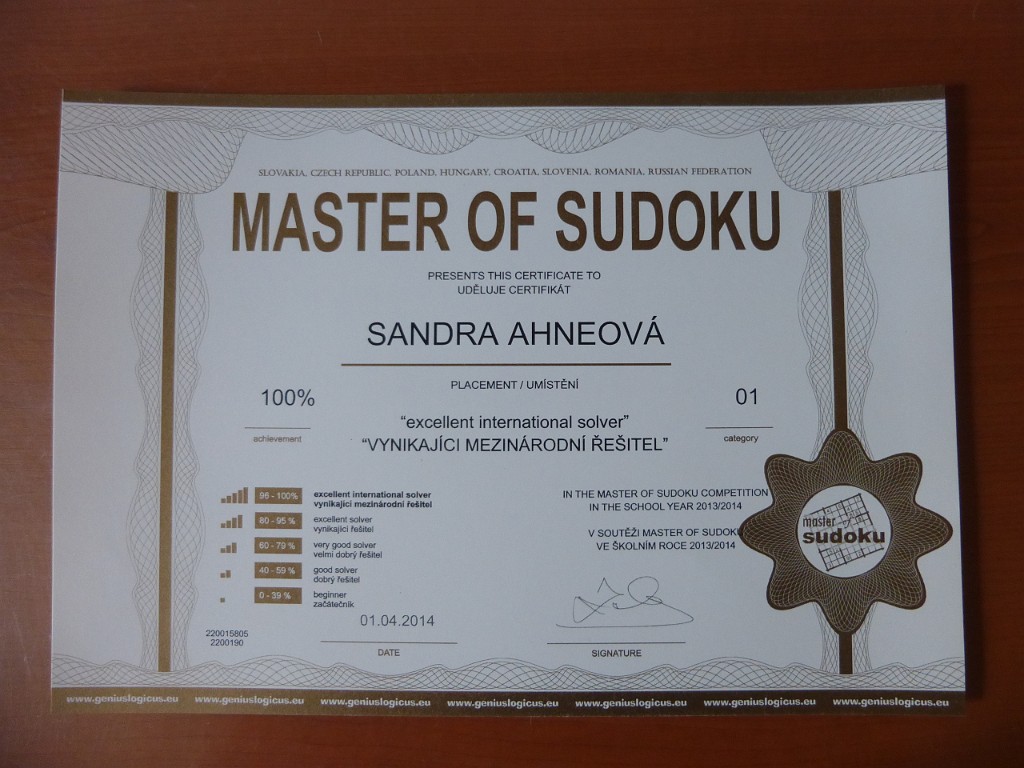 SLOVAKIA, CZECH REPUBLIC, POLAND, HUNGARY, CROATIA, SLOVENIA, ROMANIA, RUSSIAN FEDERATION
MASTER OF SUDOKU
PRESENTS THIS CERTIFICATE TO
UDĚLUJE CERTIFIKÁT
SANDRA AHNEOVÁ
PLACEMENT / UMÍSTĚNÍ
100%
achievement
01
category
“excellent international solver”
“VYNIKAJÍCI MEZINÁRODNÍ ŘEŠITEL”
96 - 100% excellent international solver
vynikající mezinárodní řešitel
80 - 95 % excellent solver
vynikající řešitel
60 - 79 % very good solver
velmi dobrý řešitel
40 - 59 % good solver
dobrý řešitel
0 - 39 % beginner
začátečník
IN THE MASTER OF SUDOKU COMPETITION
IN THE SCHOOL YEAR 2013/2014
V SOUTĚŽI MASTER OF SUDOKU
VE ŠKOLNÍM ROCE 2013/2014
master of
sudoku
220015805
2200190
01.04.2014
DATE
SIGNATURE
www.geniuslogicus.eu www.geniuslogicus.eu www.geniuslogicus.eu www.geniuslogicus.eu www.geniuslogicus.eu www.geniuslogicus.eu www.geniuslogicus.eu